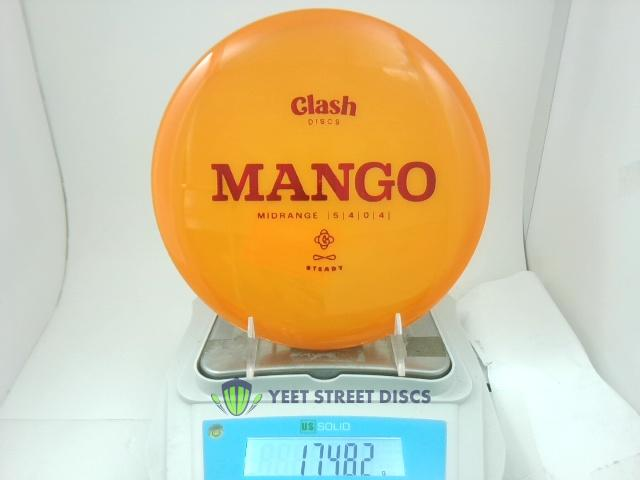 Clash
DISCS
MANGO
MIDRANGE |5|4|0|4|
STEADY
YEET STREET DISCS
US SOLID
174.82 g